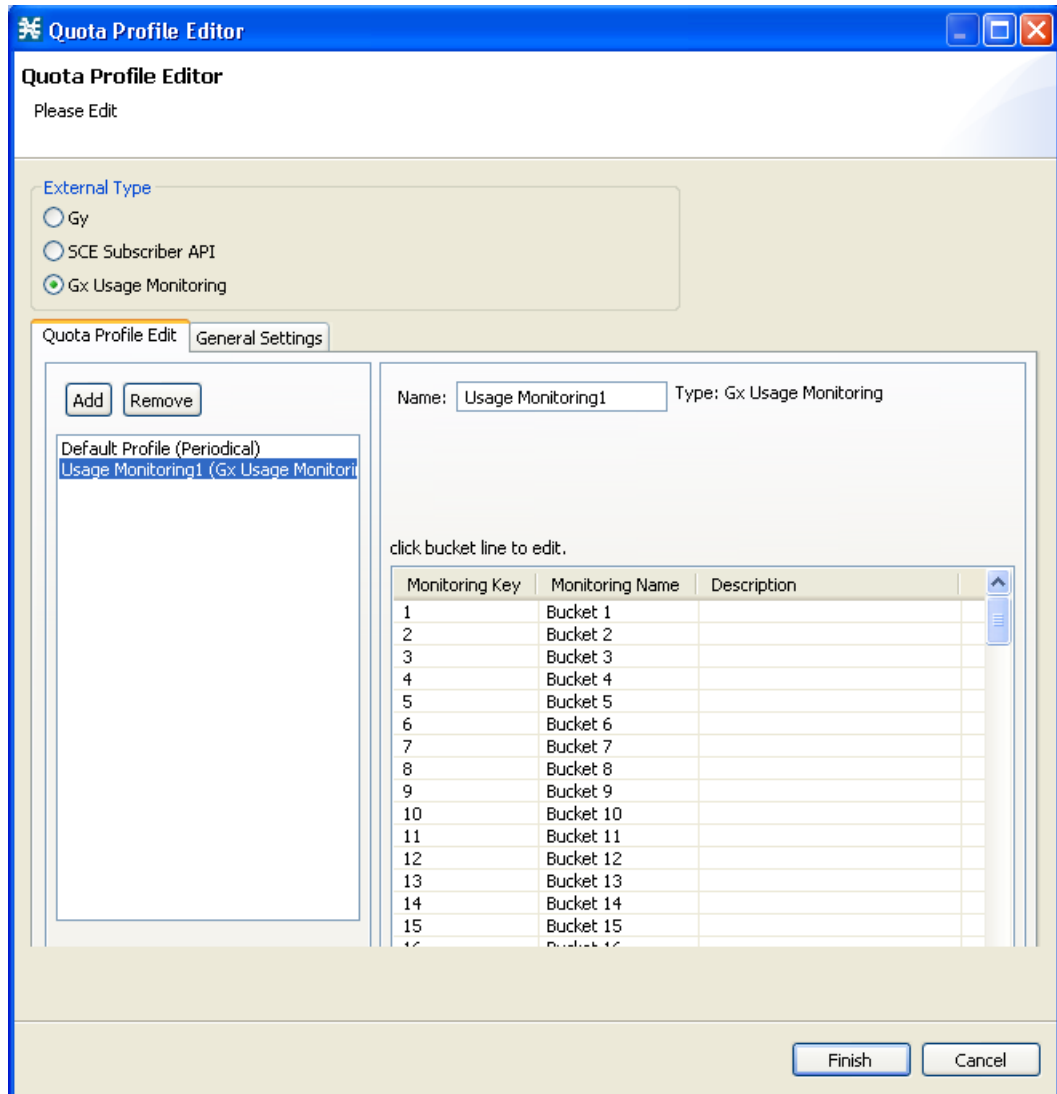 Quota Profile Editor
Quota Profile Editor
Please Edit
External Type
Gy
SCE Subscriber API
Gx Usage Monitoring
Quota Profile Edit General Settings
Add Remove
Default Profile (Periodical)
Usage Monitoring1 (Gx Usage Monitori
Name: Usage Monitoring1 Type: Gx Usage Monitoring
click bucket line to edit.
Monitoring Key Monitoring Name Description
1 Bucket 1
2 Bucket 2
3 Bucket 3
4 Bucket 4
5 Bucket 5
6 Bucket 6
7 Bucket 7
8 Bucket 8
9 Bucket 9
10 Bucket 10
11 Bucket 11
12 Bucket 12
13 Bucket 13
14 Bucket 14
15 Bucket 15
Finish Cancel